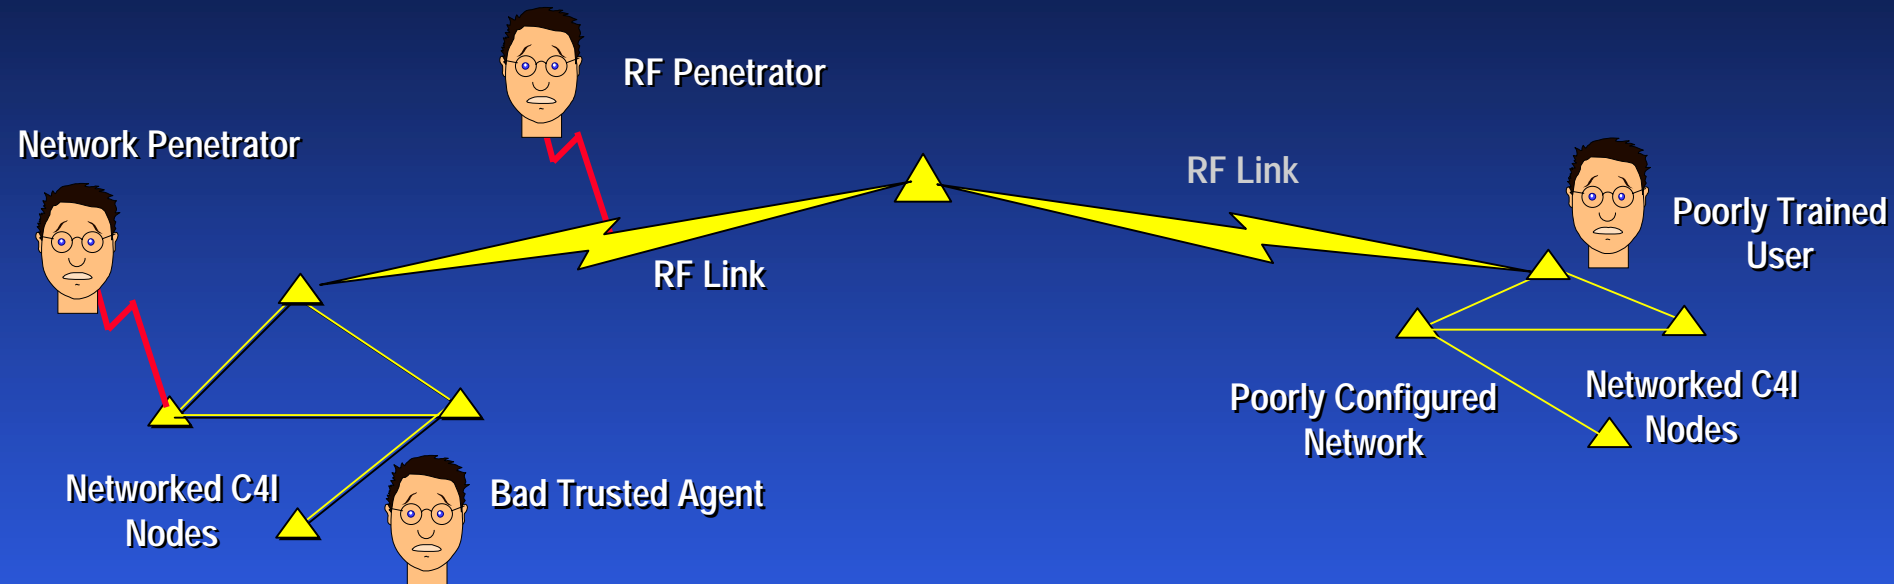 RF Penetrator
Network Penetrator
RF Link
Poorly Trained
User
RF Link
Poorly Configured
Network
Networked C4I
Nodes
Networked C4I
Nodes
Bad Trusted Agent